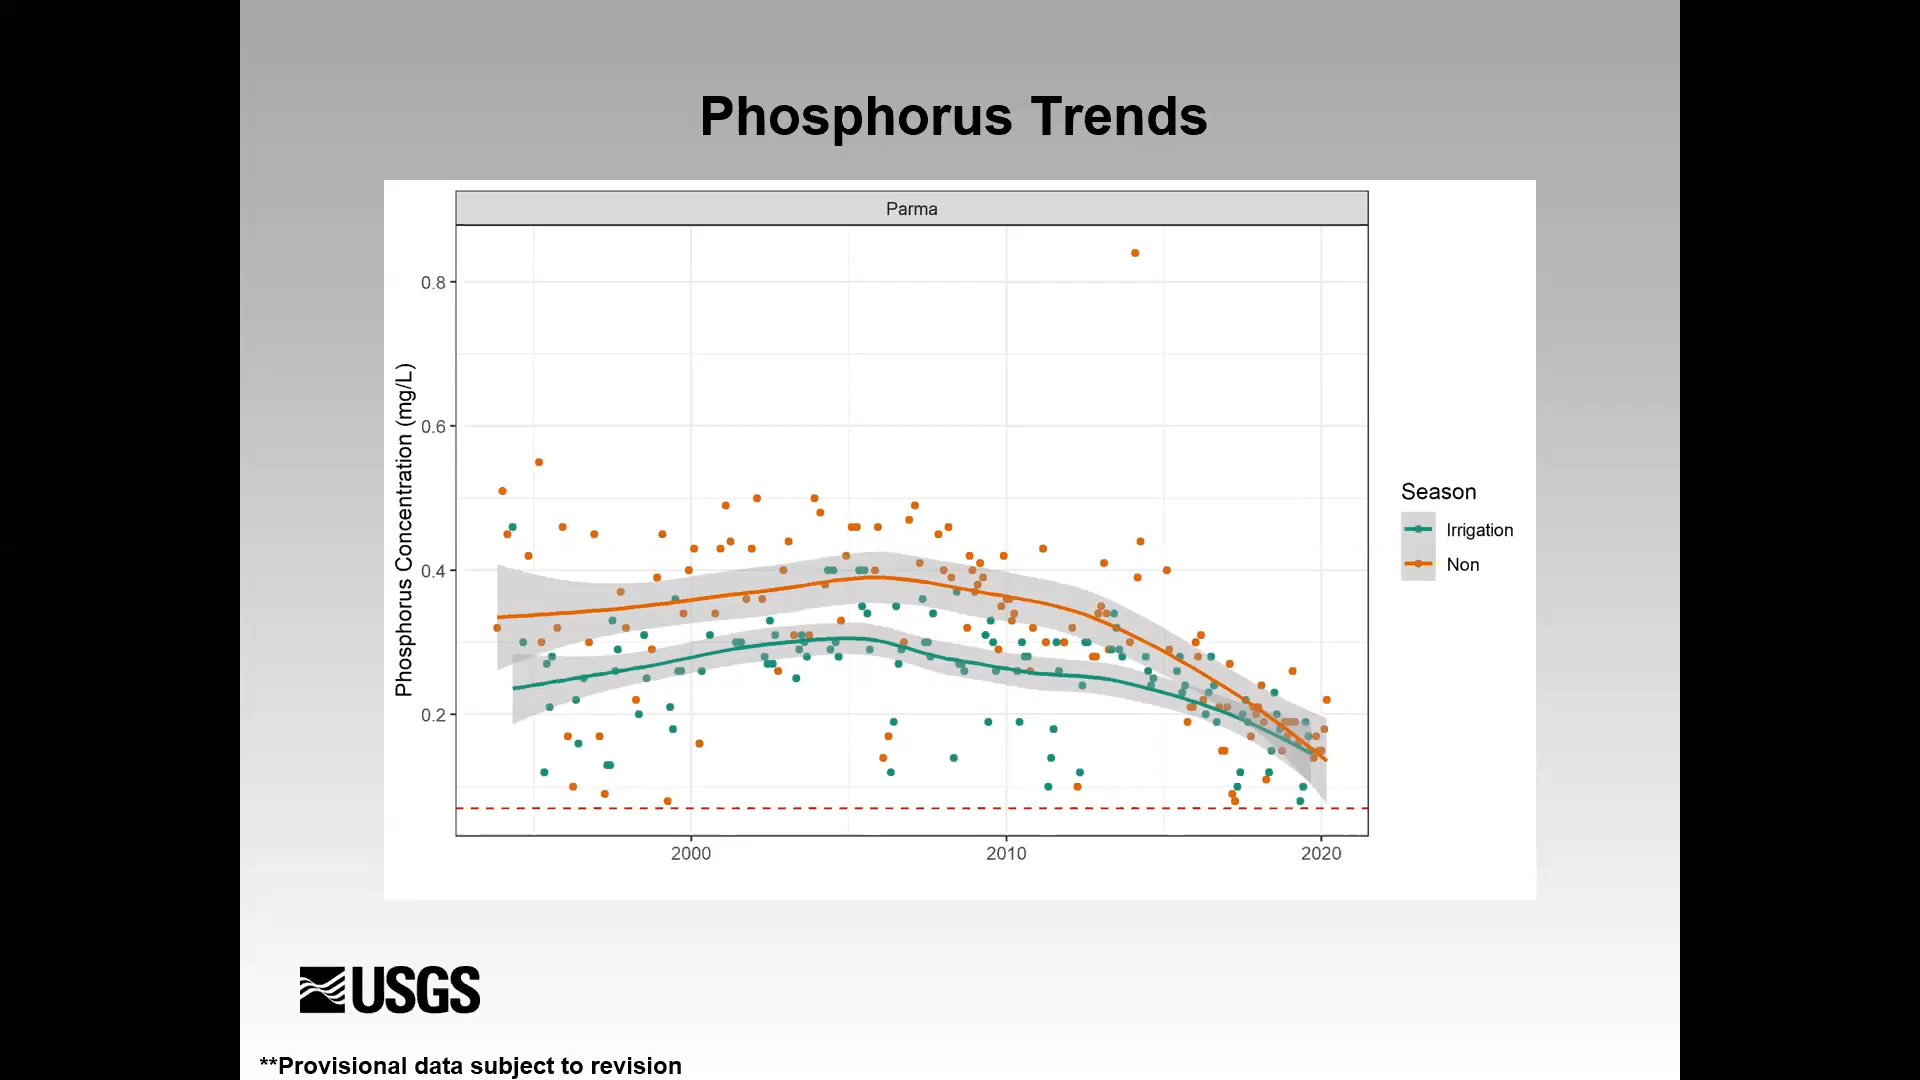 Phosphorus Trends
Parma
Phosphorus Concentration (mg/L)
0.8
0.6
0.4
0.2
2000
2010
2020
Season
Irrigation
Non
USGS
**Provisional data subject to revision